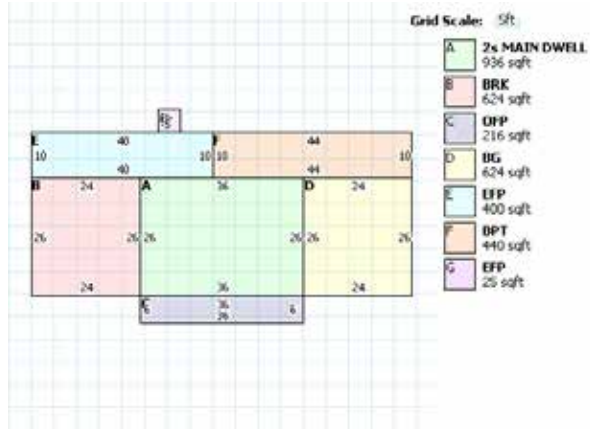 Grid Scale: 5ft
A 2s MAIN DWELL
936 sqft
B BRK
624 sqft
C OFP
216 sqft
D BG
624 sqft
E EFP
400 sqft
F BPT
440 sqft
G EFP
25 sqft
E 40 F 44
10 10 10 10
40 44
B 24 A 36 D 24
26 26 26 26 26 26
24 36 24
C 36
6 6
26